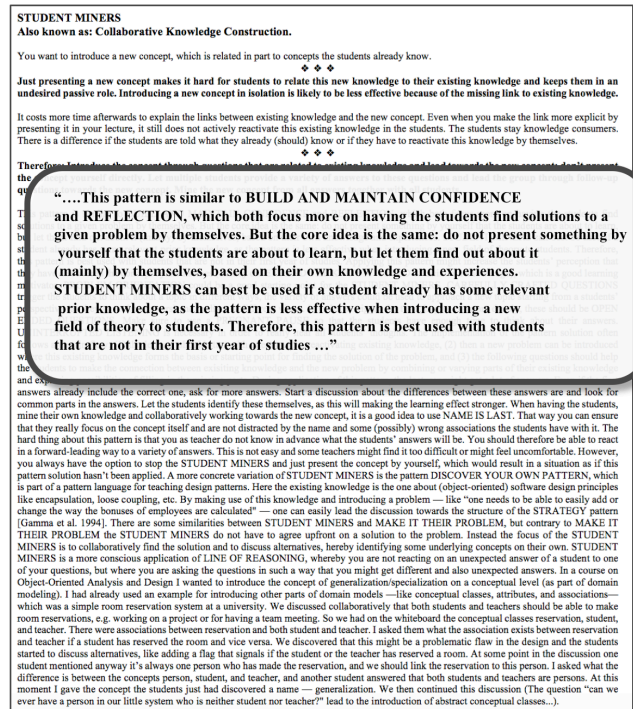 STUDENT MINERS
Also known as: Collaborative Knowledge Construction.
You want to introduce a new concept, which is related in part to concepts the students already know.
❖ ❖ ❖
Just presenting a new concept makes it hard for students to relate this new knowledge to their existing knowledge and keeps them in an
undesired passive role. Introducing a new concept in isolation is likely to be less effective because of the missing link to existing knowledge.
It costs more time afterwards to explain the links between existing knowledge and the new concept. Even when you make the link more explicit by
presenting it in your lecture, it still does not actively reactivate this existing knowledge in the students. The students stay knowledge consumers.
There is a difference if the students are told what they already (should) know or if they have to reactivate this knowledge by themselves.
❖ ❖ ❖
“….This pattern is similar to BUILD AND MAINTAIN CONFIDENCE
and REFLECTION, which both focus more on having the students find solutions to a
given problem by themselves. But the core idea is the same do not present something by
yourself that the students are about to learn, but let them find out about it
(mainly) by themselves, based on their own knowledge and experiences.
STUDENT MINERS can best be used if a student already has some relevant
prior knowledge, as the pattern is less effective when introducing a new
field of theory to students. Therefore, this pattern is best used with students
that are not in their first year of studies …”
answers already include the correct one, ask for more answers. Start a discussion about the differences between these answers and are look for
common parts in the answers. Let the students identify these themselves, as this will making the learning effect stronger. When having the students,
mine their own knowledge and collaboratively working towards the new concept, it is a good idea to use NAME IS LAST. That way you can ensure
that they really focus on the concept itself and are not distracted by the name and some (possibly) wrong associations the students have with it. The
hard thing about this pattern is that you as teacher do not know in advance what the students' answers will be. You should therefore be able to react
in a forward-leading way to a variety of answers. This is not easy and some teachers might find it too difficult or might feel uncomfortable. However,
you always have the option to stop the STUDENT MINERS and just present the concept by yourself, which would result in a situation as if this
pattern solution hasn't been applied. A more concrete variation of STUDENT MINERS is the pattern DISCOVER YOUR OWN PATTERN, which
is part of a pattern language for teaching design patterns. Here the existing knowledge is the one about (object-oriented) software design principles
like encapsulation, loose coupling, etc. By making use of this knowledge and introducing a problem — like “one needs to be able to easily add or
change the way the bonuses of employees are calculated” — one can easily lead the discussion towards the structure of the STRATEGY pattern
[Gamma et al. 1994]. There are some similarities between STUDENT MINERS and MAKE IT THEIR PROBLEM, but contrary to MAKE IT
THEIR PROBLEM the STUDENT MINERS do not have to agree upfront on a solution to the problem. Instead the focus of the STUDENT
MINERS is to collaboratively find the solution and to discuss alternatives, hereby identifying some underlying concepts on their own. STUDENT
MINERS is a more conscious application of LINE OF REASONING, whereby you are not reacting on an unexpected answer of a student to one
of your questions, but where you are asking the questions in such a way that you might get different and also unexpected answers. In a course on
Object-Oriented Analysis and Design I wanted to introduce the concept of generalization/specialization on a conceptual level (as part of domain
modeling). I had already used an example for introducing other parts of domain models —like conceptual classes, attributes, and associations—
which was a simple room reservation system at a university. We discussed collaboratively that both students and teachers should be able to make
room reservations, e.g. working on a project or for having a team meeting. So we had on the whiteboard the conceptual classes reservation, student,
and teacher. There were associations between reservation and both student and teacher. I asked them what the association exists between reservation
and teacher if a student has reserved the room and vice versa. We discovered that this might be a problematic flaw in the design and the students
started to discuss alternatives, like adding a flag that signals if the student or the teacher has reserved a room. At some point in the discussion one
student mentioned anyway it's always one person who has made the reservation, and we should link the reservation to this person. I asked what the
difference is between the concepts person, student, and teacher, and another student answered that both students and teachers are persons. At this
moment I gave the concept the students just had discovered a name — generalization. We then continued this discussion (The question “can we
ever have a person in our little system who is neither student nor teacher?” lead to the introduction of abstract conceptual classes...).